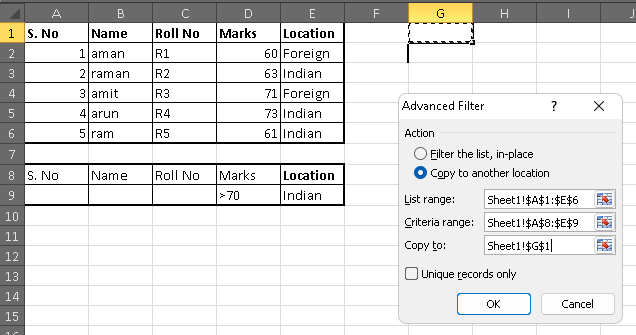 A B C D E F G H I J
1 S. No Name Roll No Marks Location
2 1 aman R1 60 Foreign
3 2 raman R2 63 Indian
4 3 amit R3 71 Foreign
5 4 arun R4 73 Indian
6 5 ram R5 61 Indian
7
8 S. No Name Roll No Marks Location
9 >70 Indian
10
11
12
13
14
15
16
Advanced Filter ? ×
Action
Filter the list, in-place
Copy to another location
List range: Sheet1!$A$1:$E$6
Criteria range: Sheet1!$A$8:$E$9
Copy to: Sheet1!$G$1
Unique records only
OK Cancel